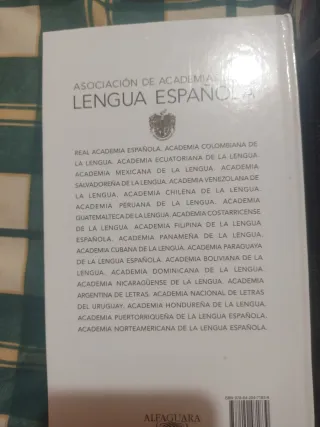 ASOCIACIÓN DE ACADEMIAS
LENGUA ESPAÑOLA
REAL ACADEMIA ESPAÑOLA. ACADEMIA COLOMBIANA DE
LA LENGUA. ACADEMIA ECUATORIANA DE LA LENGUA.
ACADEMIA MEXICANA DE LA LENGUA. ACADEMIA
SALVADOREÑA DE LA LENGUA. ACADEMIA VENEZOLANA DE
LA LENGUA. ACADEMIA CHILENA DE LA LENGUA.
ACADEMIA PERUANA DE LA LENGUA. ACADEMIA
GUATEMALTECA DE LA LENGUA. ACADEMIA COSTARRICENSE
DE LA LENGUA. ACADEMIA FILIPINA DE LA LENGUA
ESPAÑOLA. ACADEMIA PANAMEÑA DE LA LENGUA.
ACADEMIA CUBANA DE LA LENGUA. ACADEMIA PARAGUAYA
DE LA LENGUA ESPAÑOLA. ACADEMIA BOLIVIANA DE LA
LENGUA. ACADEMIA DOMINICANA DE LA LENGUA.
ACADEMIA NICARAGÜENSE DE LA LENGUA. ACADEMIA
ARGENTINA DE LETRAS. ACADEMIA NACIONAL DE LETRAS
DEL URUGUAY. ACADEMIA HONDUREÑA DE LA LENGUA.
ACADEMIA PUERTORRIQUEÑA DE LA LENGUA ESPAÑOLA.
ACADEMIA NORTEAMERICANA DE LA LENGUA ESPAÑOLA.
ALFAGUARA